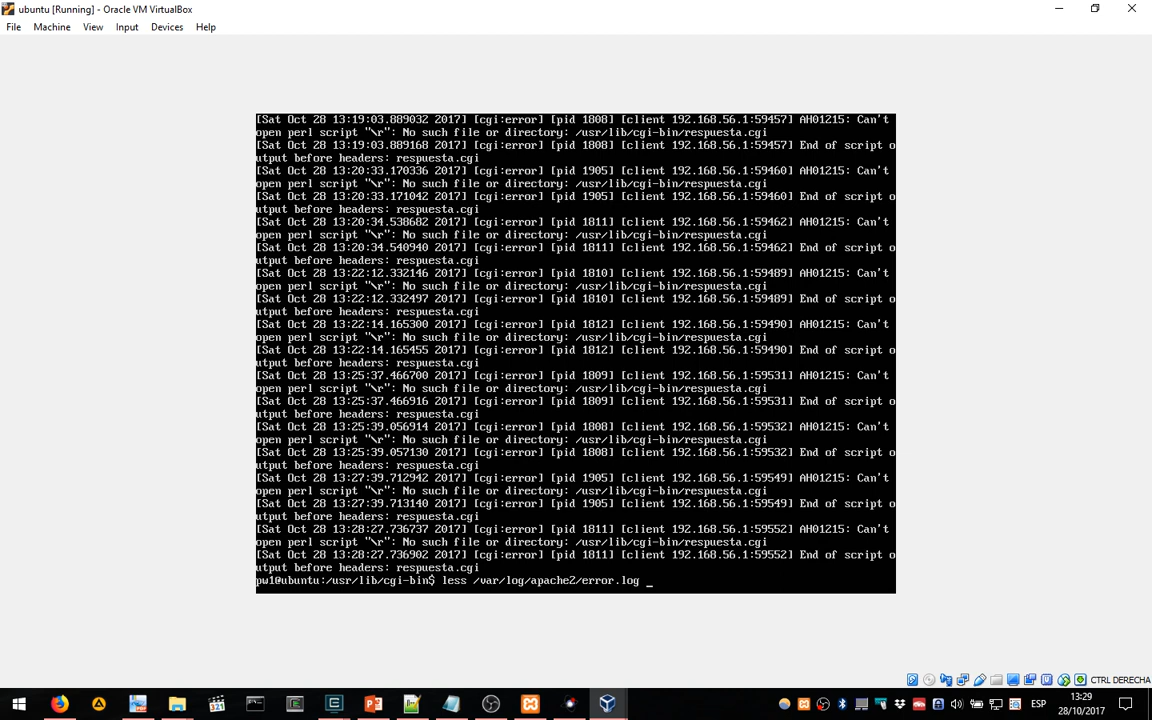 ubuntu [Running] - Oracle VM VirtualBox
File Machine View Input Devices Help
[Sat Oct 28 13:19:03.889032 2017] [cgi:error] [pid 1808] [client 192.168.56.1:59457] AH01215: Can't
open perl script "\r": No such file or directory: /usr/lib/cgi-bin/respuesta.cgi
[Sat Oct 28 13:19:03.889168 2017] [cgi:error] [pid 1808] [client 192.168.56.1:59457] End of script o
utput before headers: respuesta.cgi
[Sat Oct 28 13:20:33.170336 2017] [cgi:error] [pid 1905] [client 192.168.56.1:59460] AH01215: Can't
open perl script "\r": No such file or directory: /usr/lib/cgi-bin/respuesta.cgi
[Sat Oct 28 13:20:33.171042 2017] [cgi:error] [pid 1905] [client 192.168.56.1:59460] End of script o
utput before headers: respuesta.cgi
[Sat Oct 28 13:20:34.538682 2017] [cgi:error] [pid 1811] [client 192.168.56.1:59462] AH01215: Can't
open perl script "\r": No such file or directory: /usr/lib/cgi-bin/respuesta.cgi
[Sat Oct 28 13:20:34.540940 2017] [cgi:error] [pid 1811] [client 192.168.56.1:59462] End of script o
utput before headers: respuesta.cgi
[Sat Oct 28 13:22:12.332146 2017] [cgi:error] [pid 1810] [client 192.168.56.1:59489] AH01215: Can't
open perl script "\r": No such file or directory: /usr/lib/cgi-bin/respuesta.cgi
[Sat Oct 28 13:22:12.332497 2017] [cgi:error] [pid 1810] [client 192.168.56.1:59489] End of script o
utput before headers: respuesta.cgi
[Sat Oct 28 13:22:14.165300 2017] [cgi:error] [pid 1812] [client 192.168.56.1:59490] AH01215: Can't
open perl script "\r": No such file or directory: /usr/lib/cgi-bin/respuesta.cgi
[Sat Oct 28 13:22:14.165455 2017] [cgi:error] [pid 1812] [client 192.168.56.1:59490] End of script o
utput before headers: respuesta.cgi
[Sat Oct 28 13:25:37.466700 2017] [cgi:error] [pid 1809] [client 192.168.56.1:59531] AH01215: Can't
open perl script "\r": No such file or directory: /usr/lib/cgi-bin/respuesta.cgi
[Sat Oct 28 13:25:37.466916 2017] [cgi:error] [pid 1809] [client 192.168.56.1:59531] End of script o
utput before headers: respuesta.cgi
[Sat Oct 28 13:25:39.056914 2017] [cgi:error] [pid 1808] [client 192.168.56.1:59532] AH01215: Can't
open perl script "\r": No such file or directory: /usr/lib/cgi-bin/respuesta.cgi
[Sat Oct 28 13:25:39.057130 2017] [cgi:error] [pid 1808] [client 192.168.56.1:59532] End of script o
utput before headers: respuesta.cgi
[Sat Oct 28 13:27:39.712942 2017] [cgi:error] [pid 1905] [client 192.168.56.1:59549] AH01215: Can't
open perl script "\r": No such file or directory: /usr/lib/cgi-bin/respuesta.cgi
[Sat Oct 28 13:27:39.713140 2017] [cgi:error] [pid 1905] [client 192.168.56.1:59549] End of script o
utput before headers: respuesta.cgi
[Sat Oct 28 13:28:27.736737 2017] [cgi:error] [pid 1811] [client 192.168.56.1:59552] AH01215: Can't
open perl script "\r": No such file or directory: /usr/lib/cgi-bin/respuesta.cgi
[Sat Oct 28 13:28:27.736902 2017] [cgi:error] [pid 1811] [client 192.168.56.1:59552] End of script o
utput before headers: respuesta.cgi
pw1@ubuntu:/usr/lib/cgi-bin$ less /var/log/apache2/error.log _
CTRL DERECHA
ESP
13:29
28/10/2017